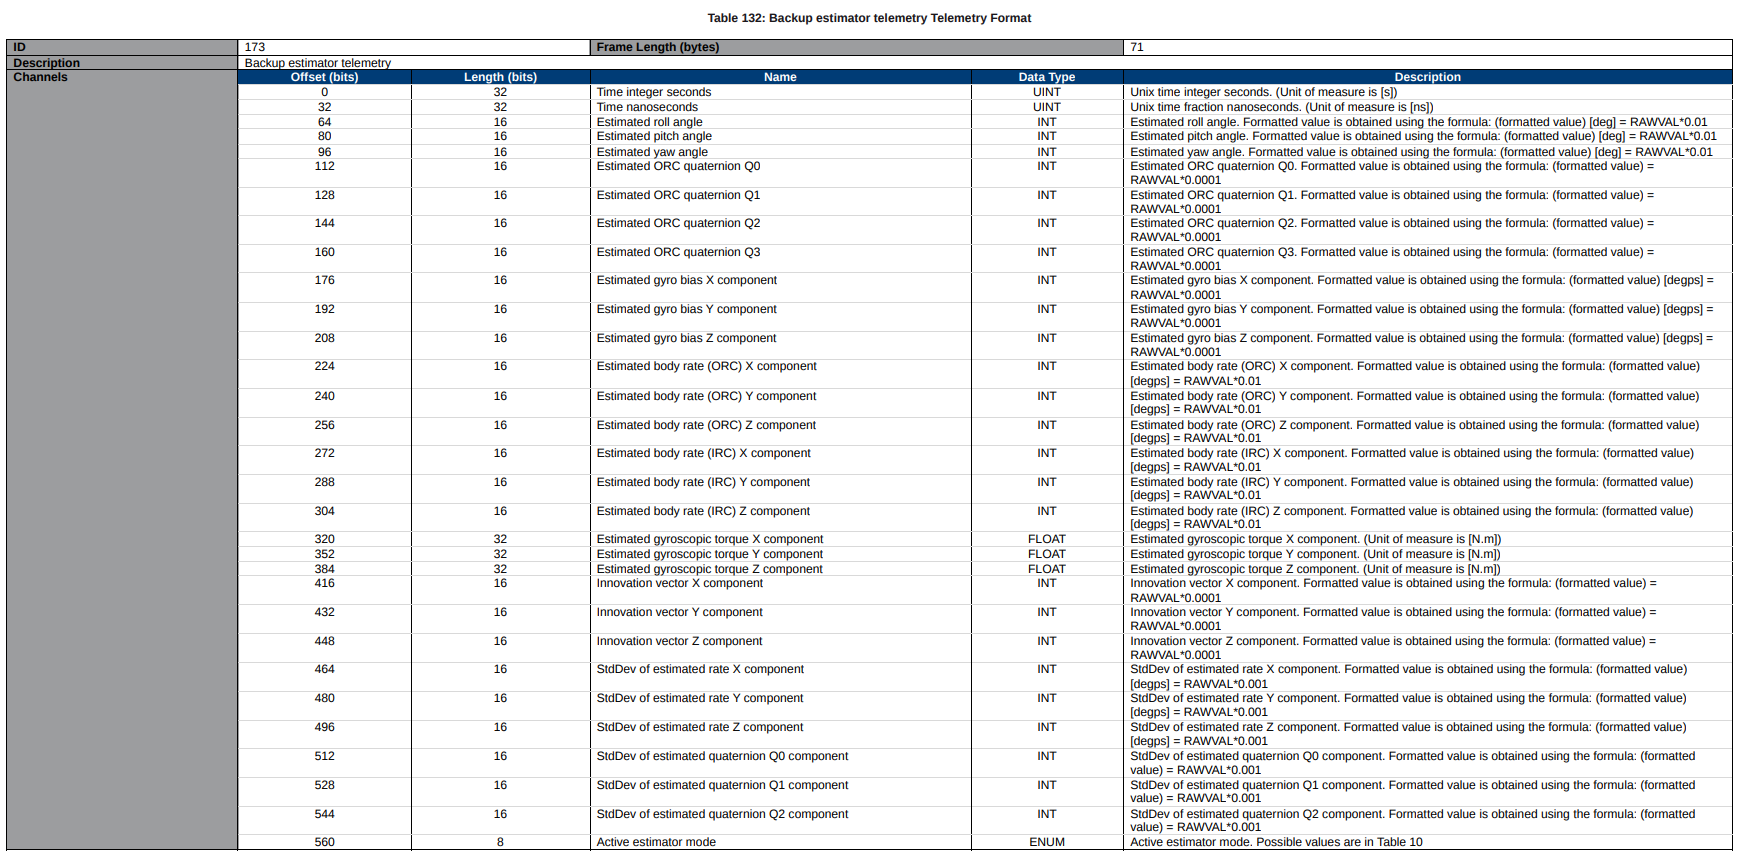 Table 132: Backup estimator telemetry Telemetry Format
ID 173 Frame Length (bytes) 71
Description Backup estimator telemetry
Channels Offset (bits) Length (bits) Name Data Type Description
0 32 Time integer seconds UINT Unix time integer seconds. (Unit of measure is [s])
32 32 Time nanoseconds UINT Unix time fraction nanoseconds. (Unit of measure is [ns])
64 16 Estimated roll angle INT Estimated roll angle. Formatted value is obtained using the formula: (formatted value) [deg] = RAWVAL*0.01
80 16 Estimated pitch angle INT Estimated pitch angle. Formatted value is obtained using the formula: (formatted value) [deg] = RAWVAL*0.01
96 16 Estimated yaw angle INT Estimated yaw angle. Formatted value is obtained using the formula: (formatted value) [deg] = RAWVAL*0.01
112 16 Estimated ORC quaternion Q0 INT Estimated ORC quaternion Q0. Formatted value is obtained using the formula: (formatted value) =
RAWVAL*0.0001
128 16 Estimated ORC quaternion Q1 INT Estimated ORC quaternion Q1. Formatted value is obtained using the formula: (formatted value) =
RAWVAL*0.0001
144 16 Estimated ORC quaternion Q2 INT Estimated ORC quaternion Q2. Formatted value is obtained using the formula: (formatted value) =
RAWVAL*0.0001
160 16 Estimated ORC quaternion Q3 INT Estimated ORC quaternion Q3. Formatted value is obtained using the formula: (formatted value) =
RAWVAL*0.0001
176 16 Estimated gyro bias X component INT Estimated gyro bias X component. Formatted value is obtained using the formula: (formatted value) [degps] =
RAWVAL*0.0001
192 16 Estimated gyro bias Y component INT Estimated gyro bias Y component. Formatted value is obtained using the formula: (formatted value) [degps] =
RAWVAL*0.0001
208 16 Estimated gyro bias Z component INT Estimated gyro bias Z component. Formatted value is obtained using the formula: (formatted value) [degps] =
RAWVAL*0.0001
224 16 Estimated body rate (ORC) X component INT Estimated body rate (ORC) X component. Formatted value is obtained using the formula: (formatted value)
[degps] = RAWVAL*0.01
240 16 Estimated body rate (ORC) Y component INT Estimated body rate (ORC) Y component. Formatted value is obtained using the formula: (formatted value)
[degps] = RAWVAL*0.01
256 16 Estimated body rate (ORC) Z component INT Estimated body rate (ORC) Z component. Formatted value is obtained using the formula: (formatted value)
[degps] = RAWVAL*0.01
272 16 Estimated body rate (IRC) X component INT Estimated body rate (IRC) X component. Formatted value is obtained using the formula: (formatted value)
[degps] = RAWVAL*0.01
288 16 Estimated body rate (IRC) Y component INT Estimated body rate (IRC) Y component. Formatted value is obtained using the formula: (formatted value)
[degps] = RAWVAL*0.01
304 16 Estimated body rate (IRC) Z component INT Estimated body rate (IRC) Z component. Formatted value is obtained using the formula: (formatted value)
[degps] = RAWVAL*0.01
320 32 Estimated gyroscopic torque X component FLOAT Estimated gyroscopic torque X component. (Unit of measure is [N.m])
352 32 Estimated gyroscopic torque Y component FLOAT Estimated gyroscopic torque Y component. (Unit of measure is [N.m])
384 32 Estimated gyroscopic torque Z component FLOAT Estimated gyroscopic torque Z component. (Unit of measure is [N.m])
416 16 Innovation vector X component INT Innovation vector X component. Formatted value is obtained using the formula: (formatted value) =
RAWVAL*0.0001
432 16 Innovation vector Y component INT Innovation vector Y component. Formatted value is obtained using the formula: (formatted value) =
RAWVAL*0.0001
448 16 Innovation vector Z component INT Innovation vector Z component. Formatted value is obtained using the formula: (formatted value) =
RAWVAL*0.0001
464 16 StdDev of estimated rate X component INT StdDev of estimated rate X component. Formatted value is obtained using the formula: (formatted value)
[degps] = RAWVAL*0.001
480 16 StdDev of estimated rate Y component INT StdDev of estimated rate Y component. Formatted value is obtained using the formula: (formatted value)
[degps] = RAWVAL*0.001
496 16 StdDev of estimated rate Z component INT StdDev of estimated rate Z component. Formatted value is obtained using the formula: (formatted value)
[degps] = RAWVAL*0.001
512 16 StdDev of estimated quaternion Q0 component INT StdDev of estimated quaternion Q0 component. Formatted value is obtained using the formula: (formatted
value) = RAWVAL*0.001
528 16 StdDev of estimated quaternion Q1 component INT StdDev of estimated quaternion Q1 component. Formatted value is obtained using the formula: (formatted
value) = RAWVAL*0.001
544 16 StdDev of estimated quaternion Q2 component INT StdDev of estimated quaternion Q2 component. Formatted value is obtained using the formula: (formatted
value) = RAWVAL*0.001
560 8 Active estimator mode ENUM Active estimator mode. Possible values are in Table 10